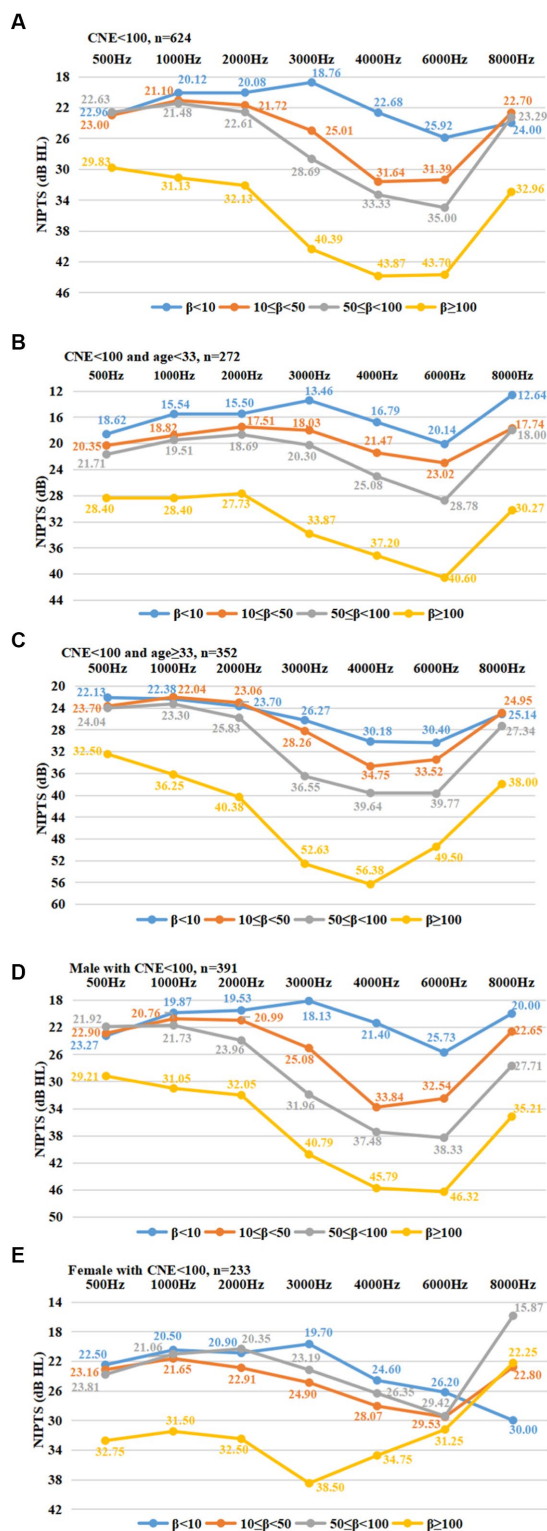 A
CNE<100, n=624
500Hz 1000Hz 2000Hz 3000Hz 4000Hz 6000Hz 8000Hz
NIPTS (dB HL)
18
22
26
30
34
38
42
46
22.96 20.12 20.08 18.76 22.68 25.92
23.00 21.10 21.72 25.01 31.64 31.39 22.70
22.63 21.48 22.61 28.69 33.33 35.00 23.29
29.83 31.13 32.13 40.39 43.87 43.70 32.96
β<10 10≤β<50 50≤β<100 β≥100
B
CNE<100 and age<33, n=272
500Hz 1000Hz 2000Hz 3000Hz 4000Hz 6000Hz 8000Hz
NIPTS (dB)
12
16
20
24
28
32
36
40
44
18.62 15.54 15.50 13.46 16.79 20.14 12.64
20.35 18.82 17.51 18.03 21.47 23.02 17.74
21.71 19.51 18.69 20.30 25.08 28.78 18.00
28.40 28.40 27.73 33.87 37.20 40.60 30.27
β<10 10≤β<50 50≤β<100 β≥100
C
CNE<100 and age≥33, n=352
500Hz 1000Hz 2000Hz 3000Hz 4000Hz 6000Hz 8000Hz
NIPTS (dB)
20
24
28
32
36
40
44
48
52
56
60
22.13 22.38 23.70 26.27 30.18 30.40 25.14
23.70 22.04 23.06 28.26 34.75 33.52 24.95
24.04 23.30 25.83 36.55 39.64 39.77 27.34
32.50 36.25 40.38 52.63 56.38 49.50 38.00
β<10 10≤β<50 50≤β<100 β≥100
D
Male with CNE<100, n=391
500Hz 1000Hz 2000Hz 3000Hz 4000Hz 6000Hz 8000Hz
NIPTS (dB HL)
18
22
26
30
34
38
42
46
50
23.27 19.87 19.53 18.13 21.40 25.73 20.00
22.90 20.76 20.99 25.08 33.84 32.54 22.65
21.92 21.73 23.96 31.96 37.48 38.33 27.71
29.21 31.05 32.05 40.79 45.79 46.32 35.21
β<10 10≤β<50 50≤β<100 β≥100
E
Female with CNE<100, n=233
500Hz 1000Hz 2000Hz 3000Hz 4000Hz 6000Hz 8000Hz
NIPTS (dB HL)
14
18
22
26
30
34
38
42
22.50 20.50 20.90 19.70 24.60 26.20 30.00
23.16 21.65 22.91 24.90 28.07 29.53 22.80
23.81 21.06 20.35 23.19 26.35 29.42 15.87
32.75 31.50 32.50 38.50 34.75 31.25 22.25
β<10 10≤β<50 50≤β<100 β≥100